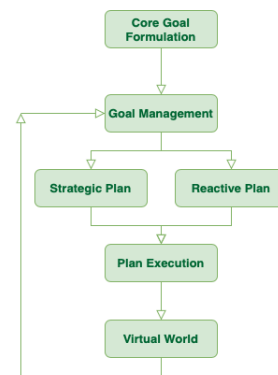 Core Goal
Formulation
Goal Management
Strategic Plan
Reactive Plan
Plan Execution
Virtual World